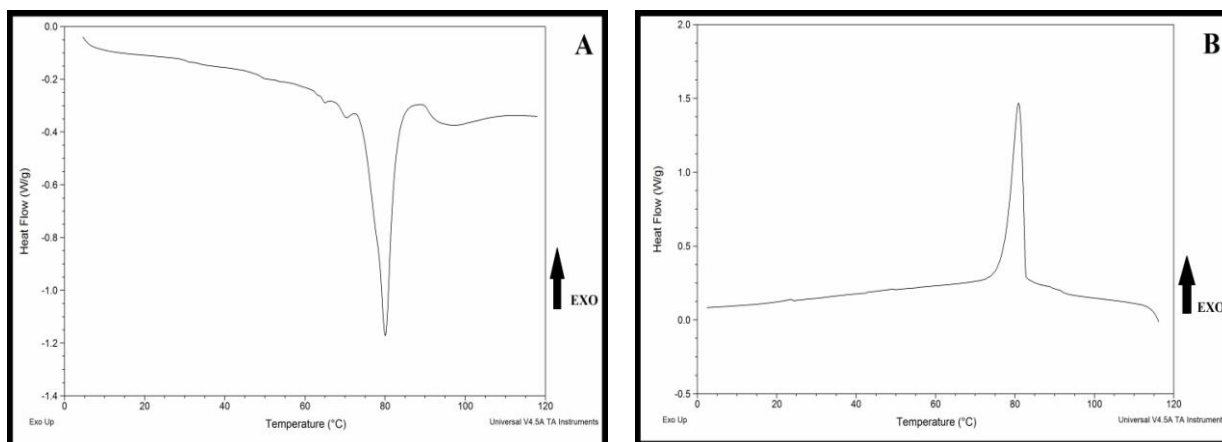 A
0.0
-0.2
-0.4
-0.6
-0.8
-1.0
-1.2
-1.4
Heat Flow (W/g)
0 20 40 60 80 100 120
Exo Up Temperature (°C) Universal V4.5A TA Instruments
EXO
B
2.0
1.5
1.0
0.5
0.0
-0.5
Heat Flow (W/g)
0 20 40 60 80 100 120
Exo Up Temperature (°C) Universal V4.5A TA Instruments
EXO